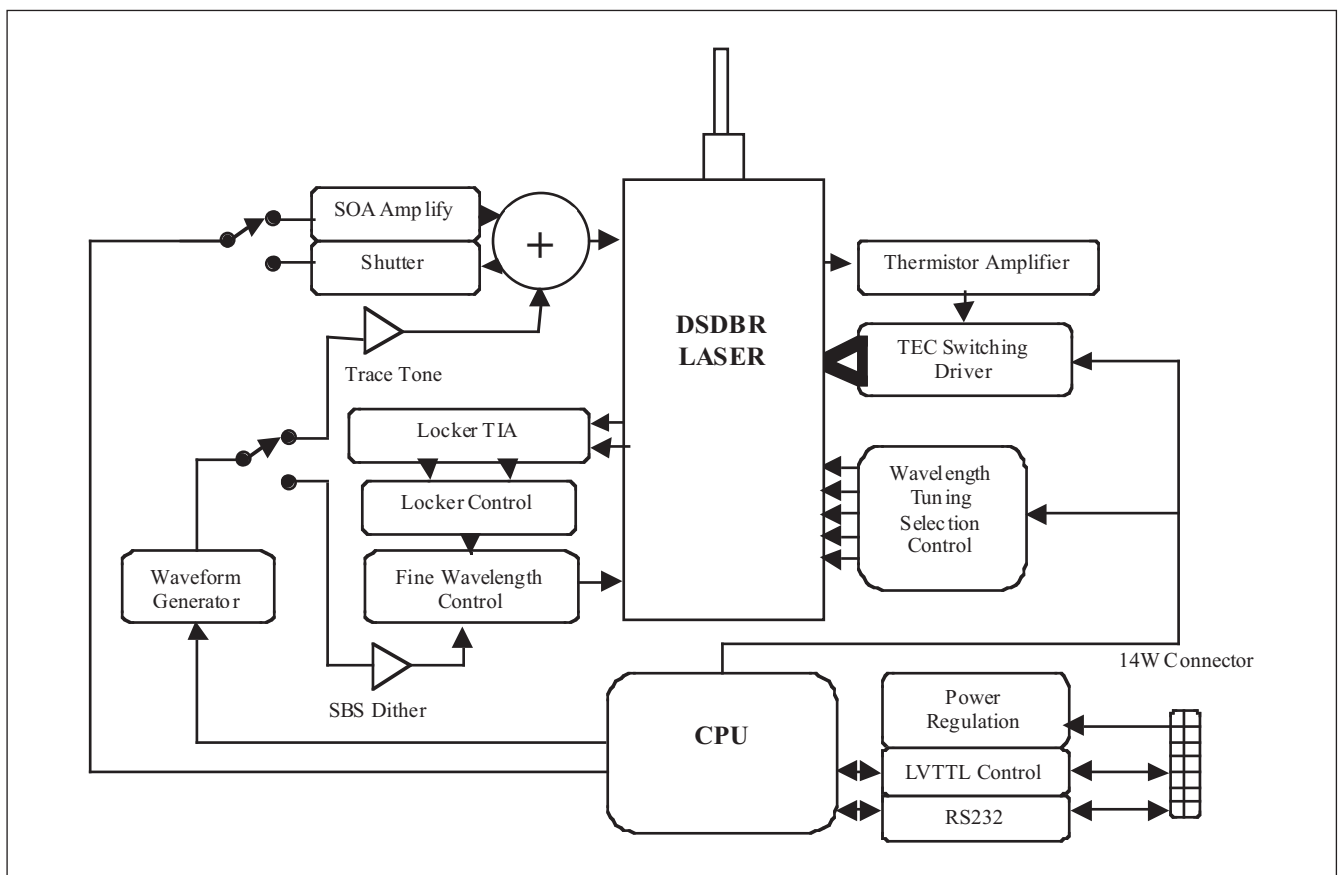 SOA Amplify
Shutter
+
Thermistor Amplifier
DSDBR
LASER
TEC Switching
Driver
Trace Tone
Locker TIA
Wavelength
Tuning
Selection
Control
Locker Control
Waveform
Generator
Fine Wavelength
Control
14W Connector
SBS Dither
Power
Regulation
CPU
LVTTL Control
RS232